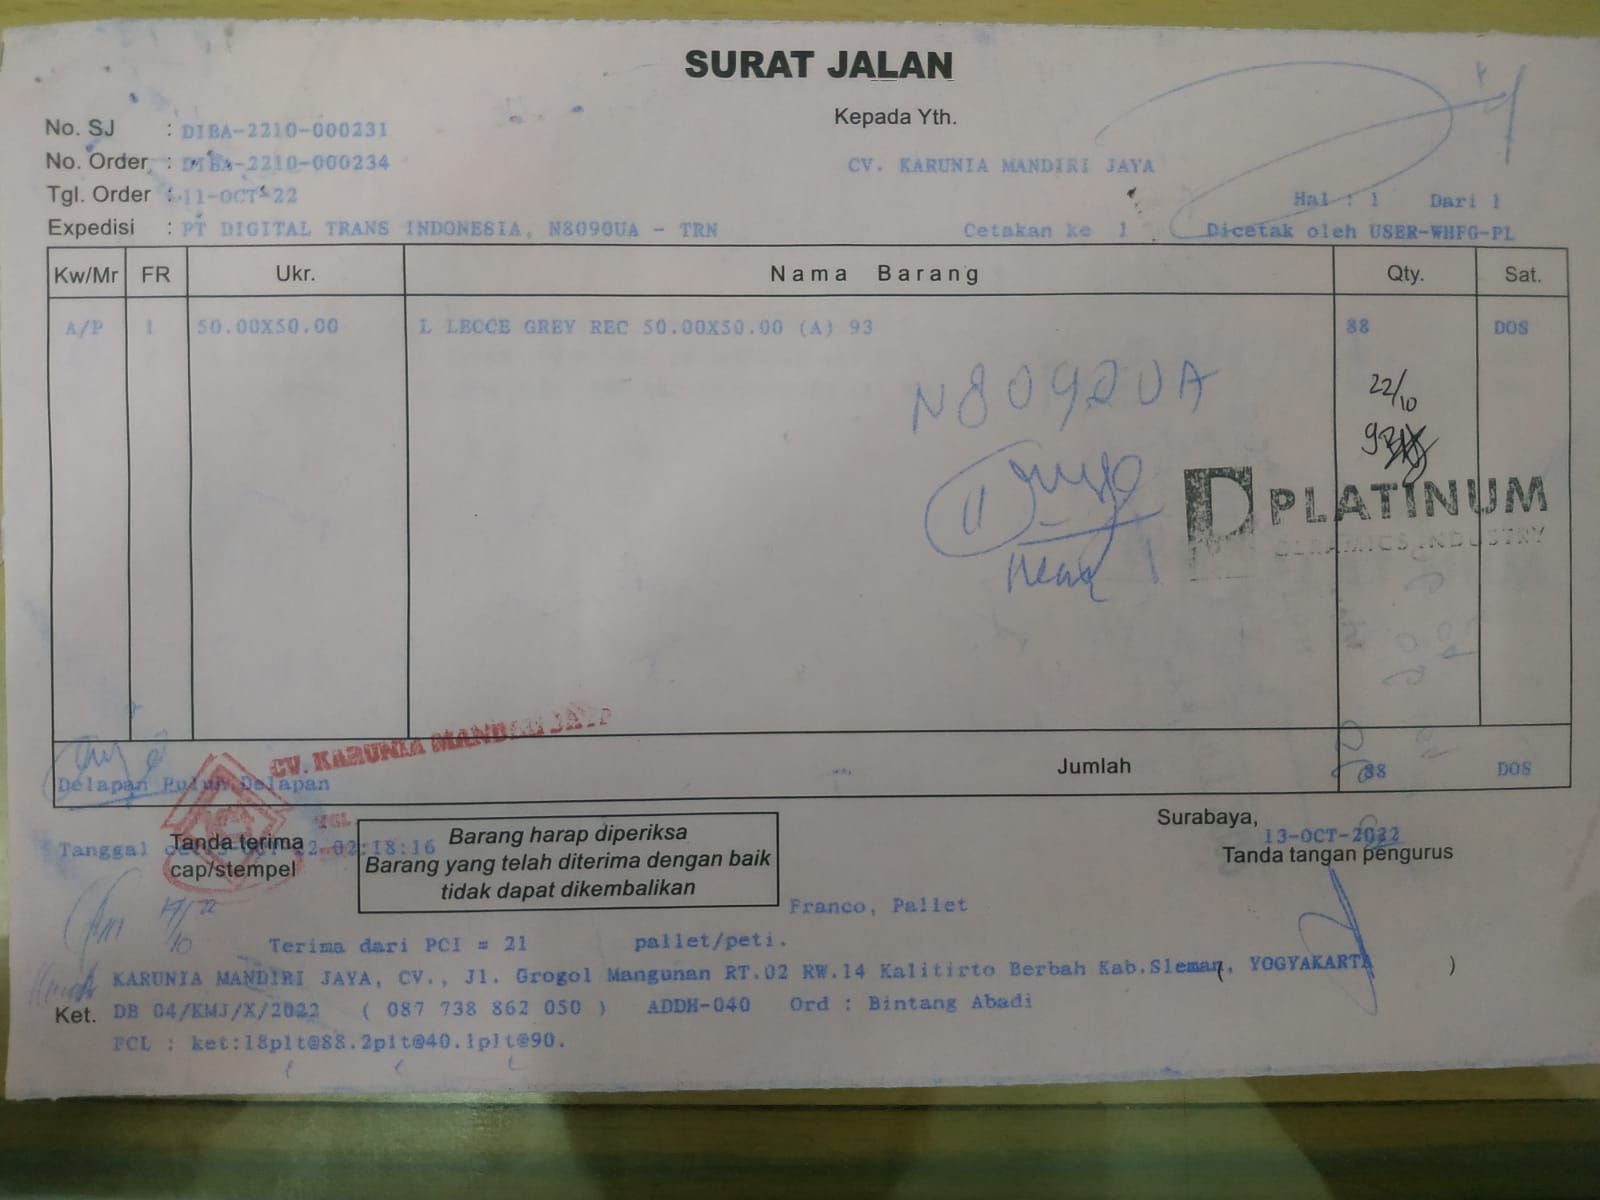 SURAT JALAN
Kepada Yth.
No. SJ : DIBA-2210-000231
No. Order : DIBA-2210-000234
CV. KARUNIA MANDIRI JAYA
Tgl. Order : 11-OCT-22
Hal : 1 Dari 1
Expedisi : PT DIGITAL TRANS INDONESIA, N8090UA - TRN
Cetakan ke 1 Dicetak oleh USER-WHFG-PL
Kw/Mr FR Ukr. Nama Barang Qty. Sat.
A/P 1 50.00X50.00 L LECCE GREY REC 50.00X50.00 (A) 93 88 DOS
N8092UA
22/10
PLATINUM
CERAMICS INDUSTRY
CV. KARUNIA MANDIRI JAYA
Jumlah 88 DOS
Delapan Puluh Delapan
TGL
Surabaya,
13-OCT-2022
Tanda tangan pengurus
Tanggal 02:18:16
Tanda terima
cap/stempel
Barang harap diperiksa
Barang yang telah diterima dengan baik
tidak dapat dikembalikan
17/10 22
Franco, Pallet
Terima dari PCI = 21 pallet/peti.
KARUNIA MANDIRI JAYA, CV., Jl. Grogol Mangunan RT.02 RW.14 Kalitirto Berbah Kab.Sleman, YOGYAKARTA
( )
Ket. DB 04/KMJ/X/2022 ( 087 738 862 050 ) ADDH-040 Ord : Bintang Abadi
PCL : ket:18plt@88.2plt@40.1plt@90.